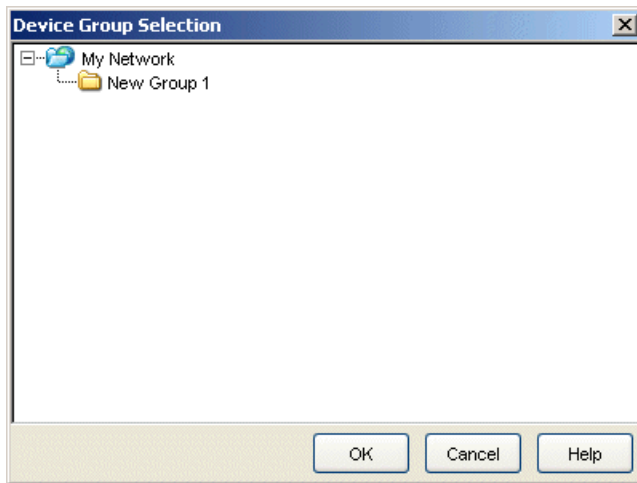 Device Group Selection
My Network
New Group 1
OK Cancel Help